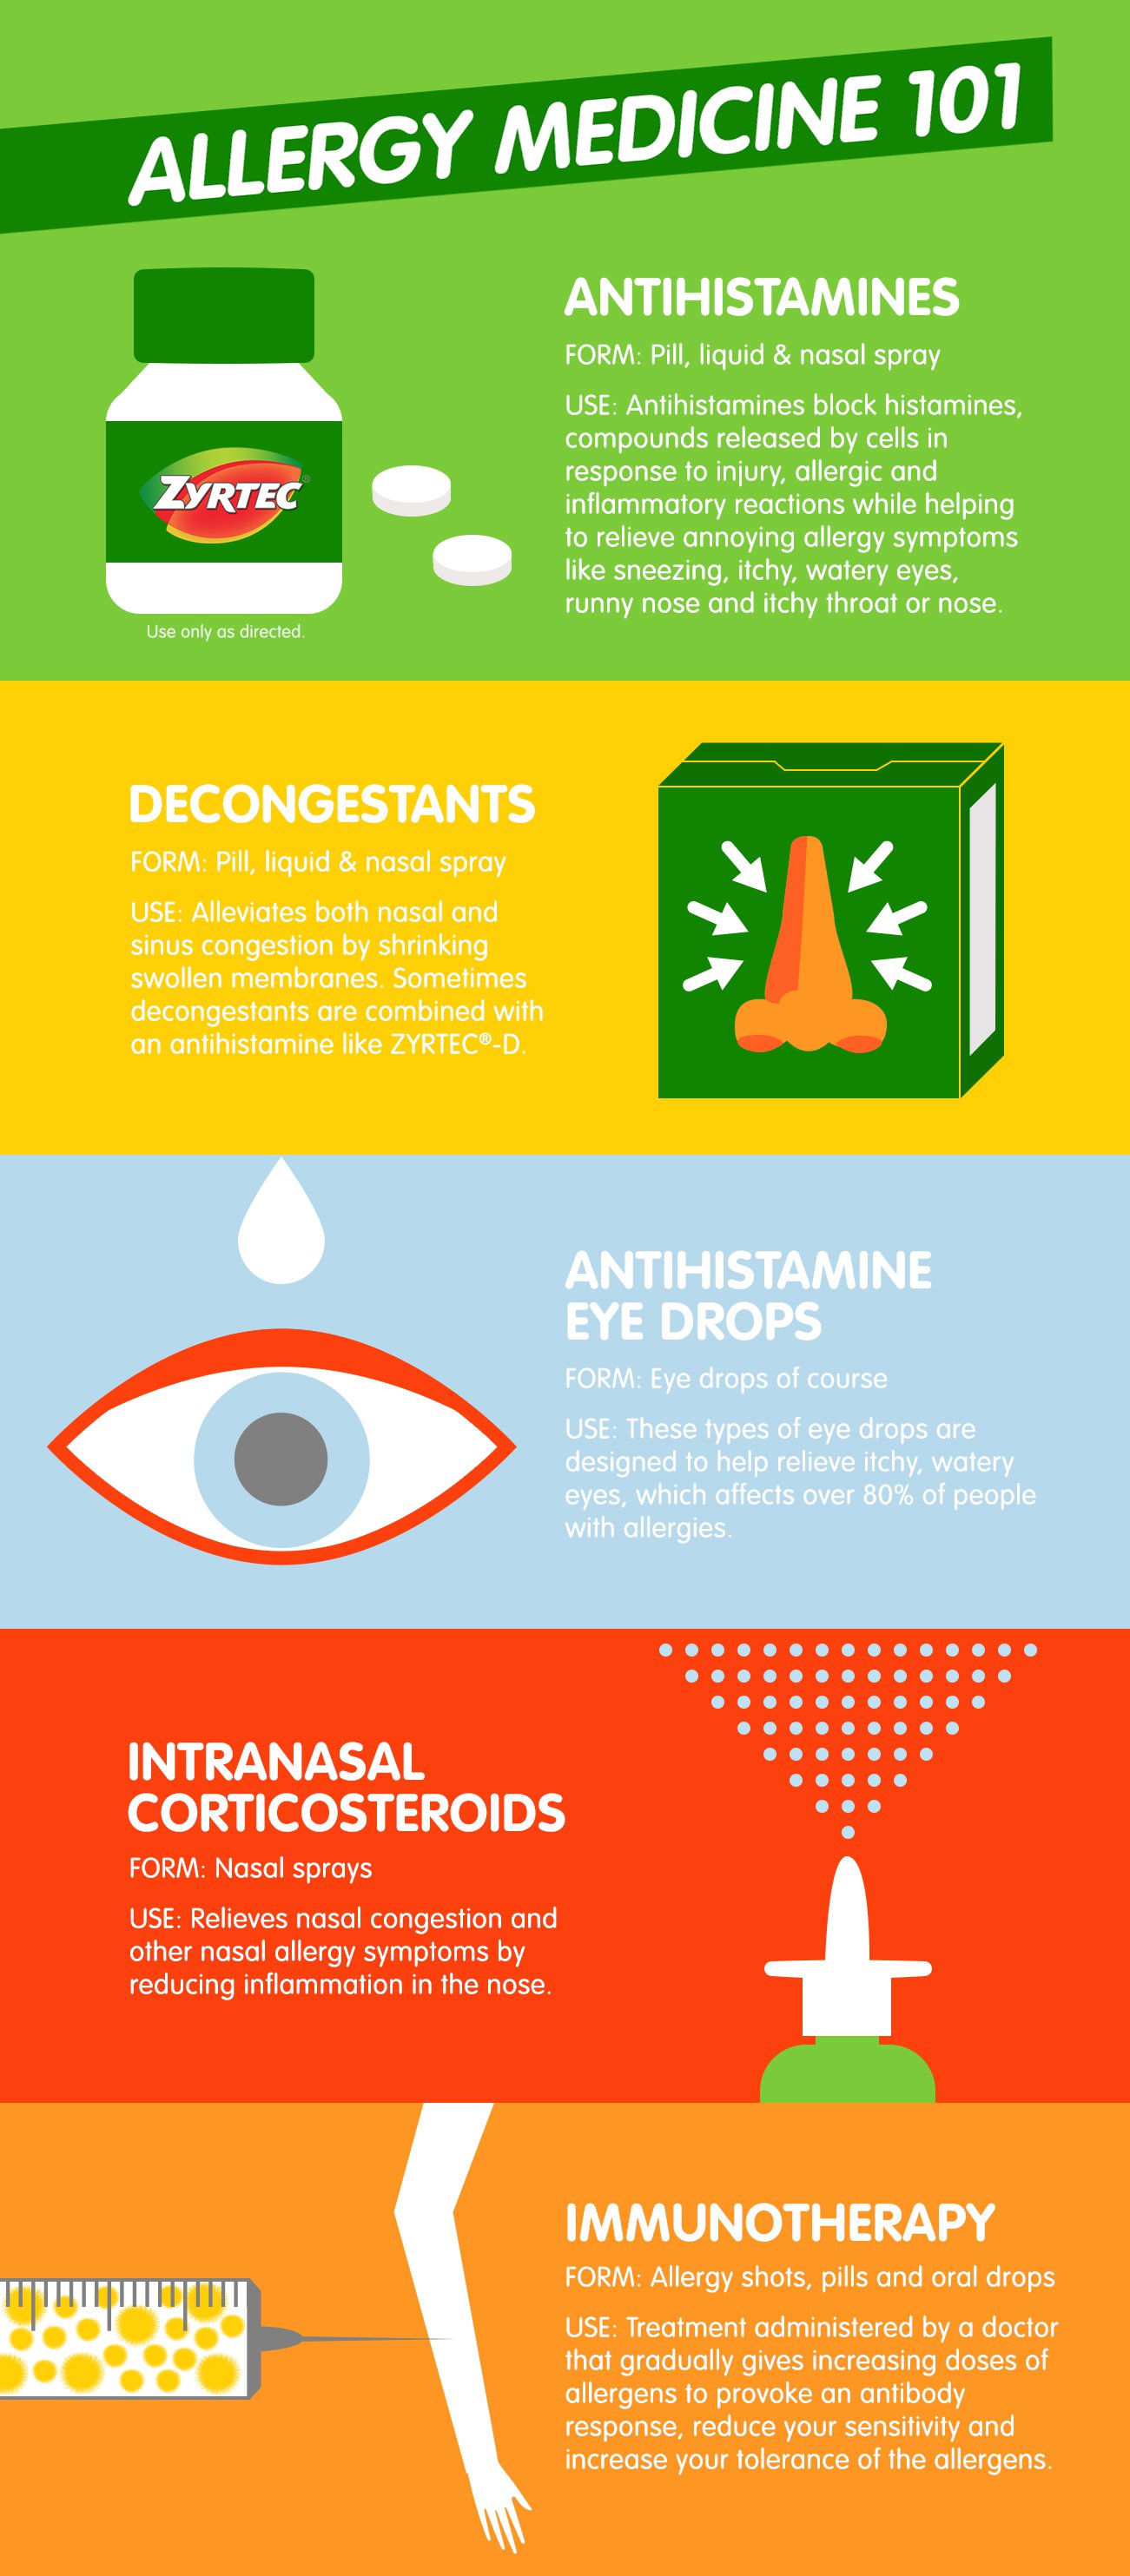 ALLERGY MEDICINE 101
ANTIHISTAMINES
FORM: Pill, liquid & nasal spray
USE: Antihistamines block histamines,
compounds released by cells in
response to injury, allergic and
inflammatory reactions while helping
to relieve annoying allergy symptoms
like sneezing, itchy, watery eyes,
runny nose and itchy throat or nose.
ZYRTEC®
Use only as directed.
DECONGESTANTS
FORM: Pill, liquid & nasal spray
USE: Alleviates both nasal and
sinus congestion by shrinking
swollen membranes. Sometimes
decongestants are combined with
an antihistamine like ZYRTEC®-D.
ANTIHISTAMINE
EYE DROPS
FORM: Eye drops of course
USE: These types of eye drops are
designed to help relieve itchy, watery
eyes, which affects over 80% of people
with allergies.
INTRANASAL
CORTICOSTEROIDS
FORM: Nasal sprays
USE: Relieves nasal congestion and
other nasal allergy symptoms by
reducing inflammation in the nose.
IMMUNOTHERAPY
FORM: Allergy shots, pills and oral drops
USE: Treatment administered by a doctor
that gradually gives increasing doses of
allergens to provoke an antibody
response, reduce your sensitivity and
increase your tolerance of the allergens.